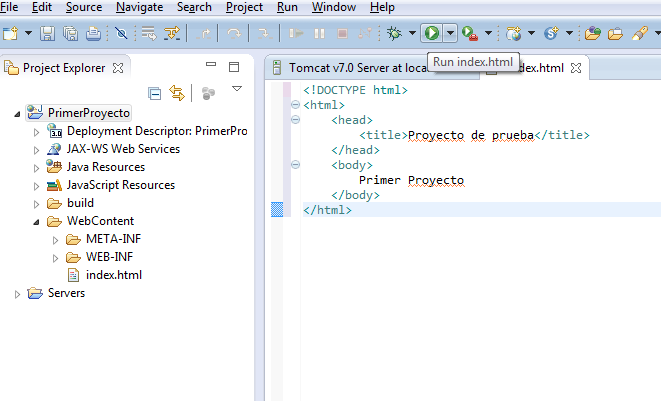 File Edit Source Navigate Search Project Run Window Help
Project Explorer
PrimerProyecto
3.0 Deployment Descriptor: PrimerPro
JAX-WS Web Services
Java Resources
JavaScript Resources
build
WebContent
META-INF
WEB-INF
index.html
Servers
Tomcat v7.0 Server at loca
dex.html
Run index.html
<!DOCTYPE html>
<html>
<head>
<title>Proyecto de prueba</title>
</head>
<body>
Primer Proyecto
</body>
</html>